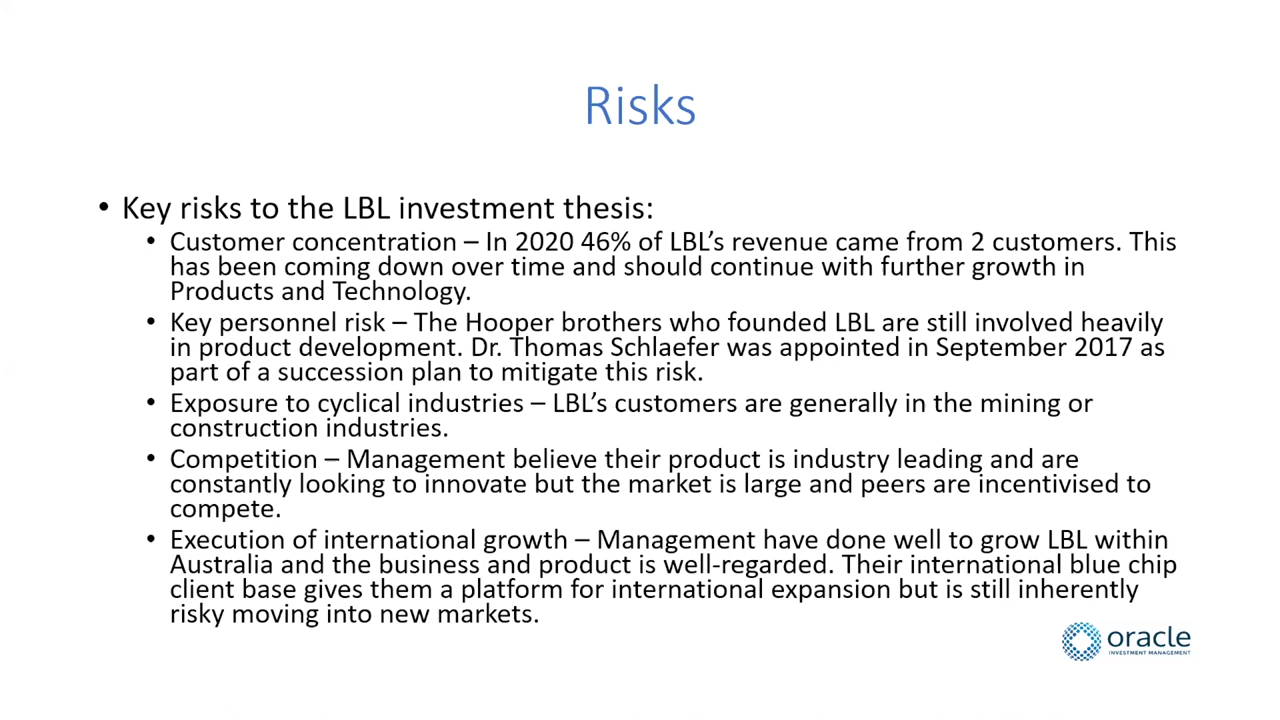 Risks
• Key risks to the LBL investment thesis:
• Customer concentration – In 2020 46% of LBL’s revenue came from 2 customers. This
has been coming down over time and should continue with further growth in
Products and Technology.
• Key personnel risk – The Hooper brothers who founded LBL are still involved heavily
in product development. Dr. Thomas Schlaefer was appointed in September 2017 as
part of a succession plan to mitigate this risk.
• Exposure to cyclical industries – LBL’s customers are generally in the mining or
construction industries.
• Competition – Management believe their product is industry leading and are
constantly looking to innovate but the market is large and peers are incentivised to
compete.
• Execution of international growth – Management have done well to grow LBL within
Australia and the business and product is well-regarded. Their international blue chip
client base gives them a platform for international expansion but is still inherently
risky moving into new markets.
oracle
INVESTMENT MANAGEMENT